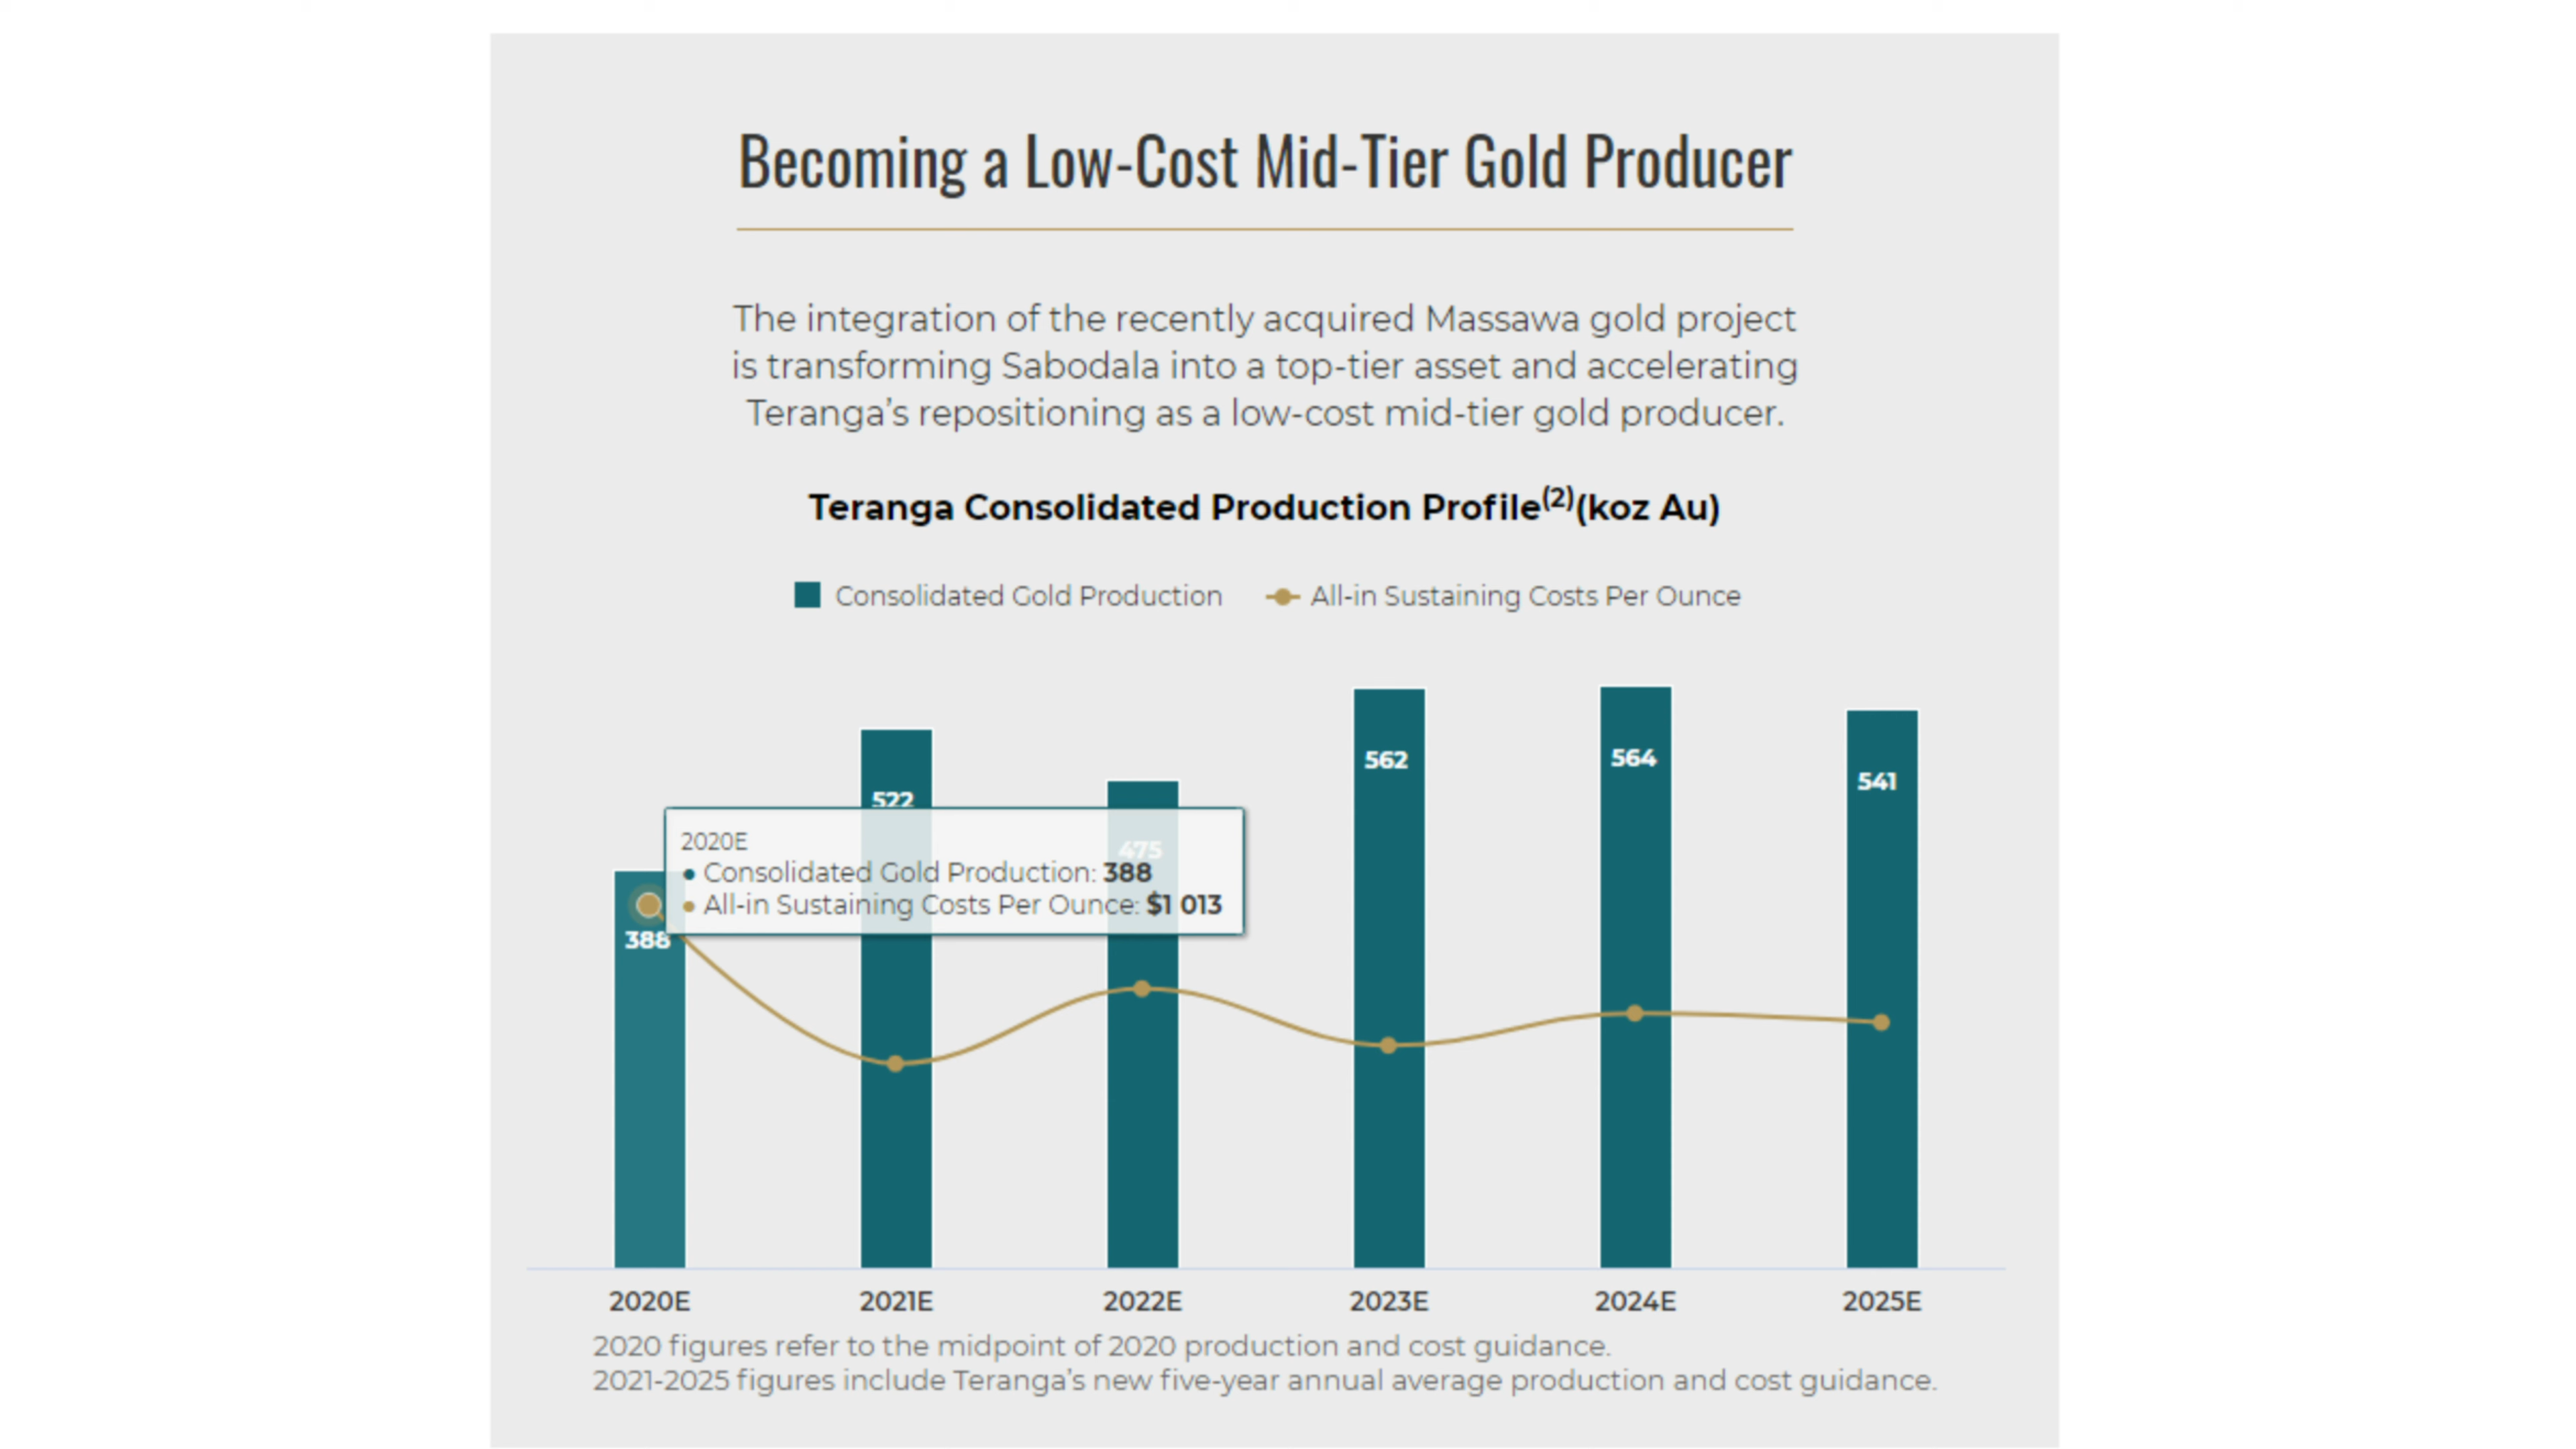 Becoming a Low-Cost Mid-Tier Gold Producer
The integration of the recently acquired Massawa gold project
is transforming Sabodala into a top-tier asset and accelerating
Teranga’s repositioning as a low-cost mid-tier gold producer.
Teranga Consolidated Production Profile(2)(koz Au)
Consolidated Gold Production
All-in Sustaining Costs Per Ounce
562
564
541
522
475
2020E
• Consolidated Gold Production: 388
• All-in Sustaining Costs Per Ounce: $1 013
388
2020E 2021E 2022E 2023E 2024E 2025E
2020 figures refer to the midpoint of 2020 production and cost guidance.
2021-2025 figures include Teranga’s new five-year annual average production and cost guidance.